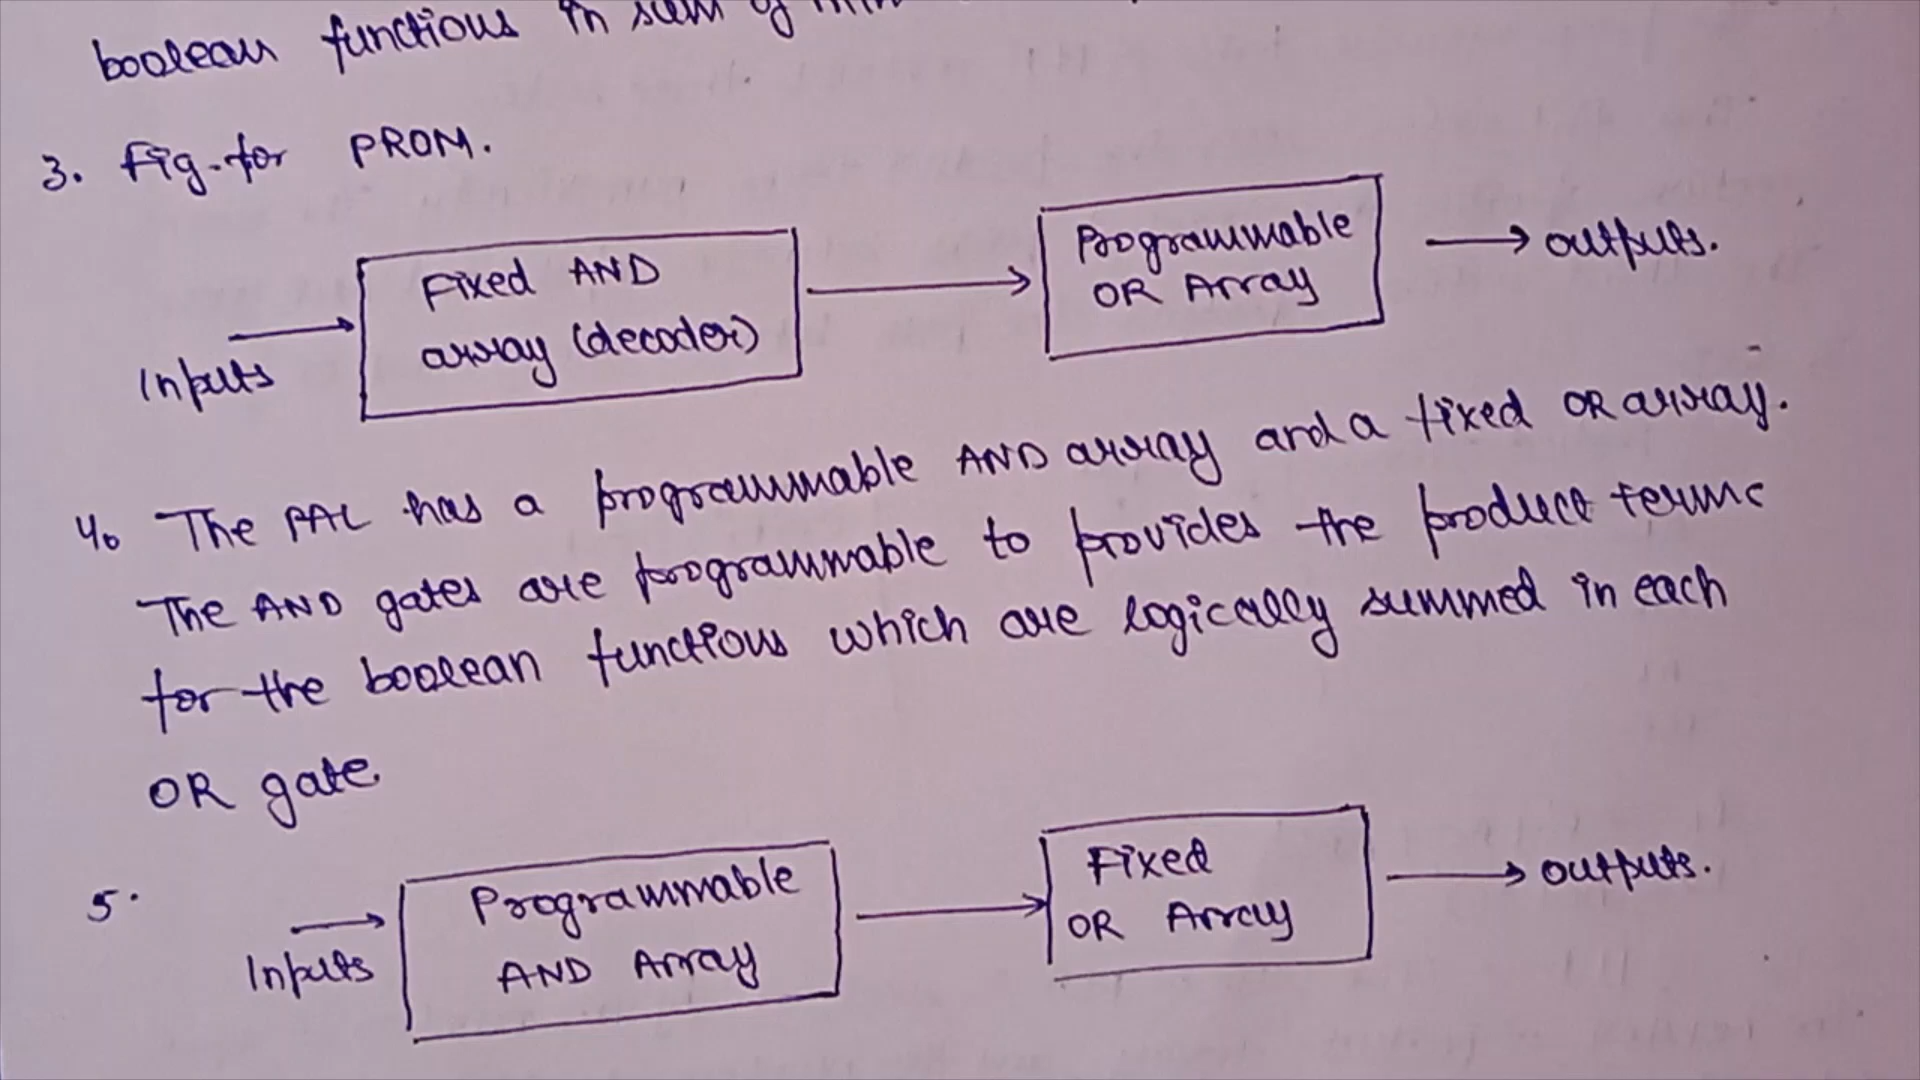 boolean functions in sum of
3. Fig. for PROM.
Inputs
Fixed AND
array (decoder)
Programmable
OR Array
outputs.
4. The PAL has a programmable AND array and a fixed OR array.
The AND gates are programmable to provides the product terms
for the boolean functions which are logically summed in each
OR gate
5.
Inputs
Programmable
AND Array
Fixed
OR Array
outputs.